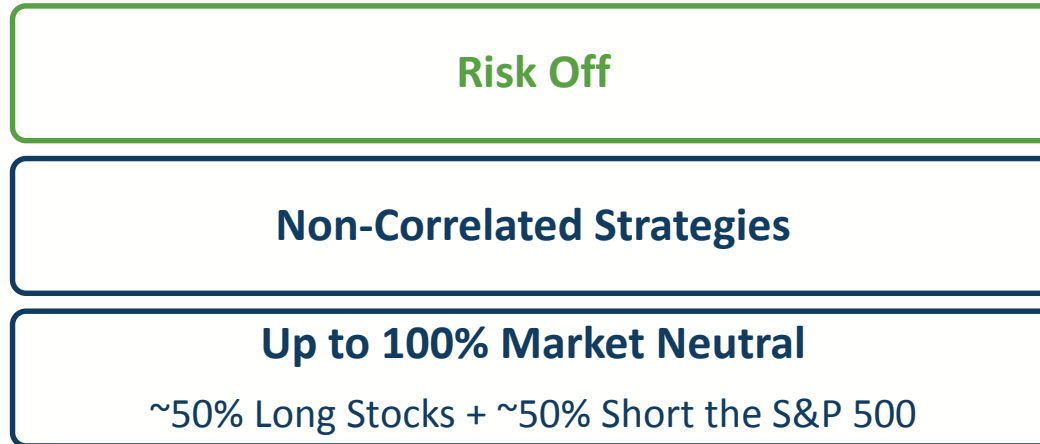 Risk Off
Non-Correlated Strategies
Up to 100% Market Neutral
~50% Long Stocks + ~50% Short the S&P 500